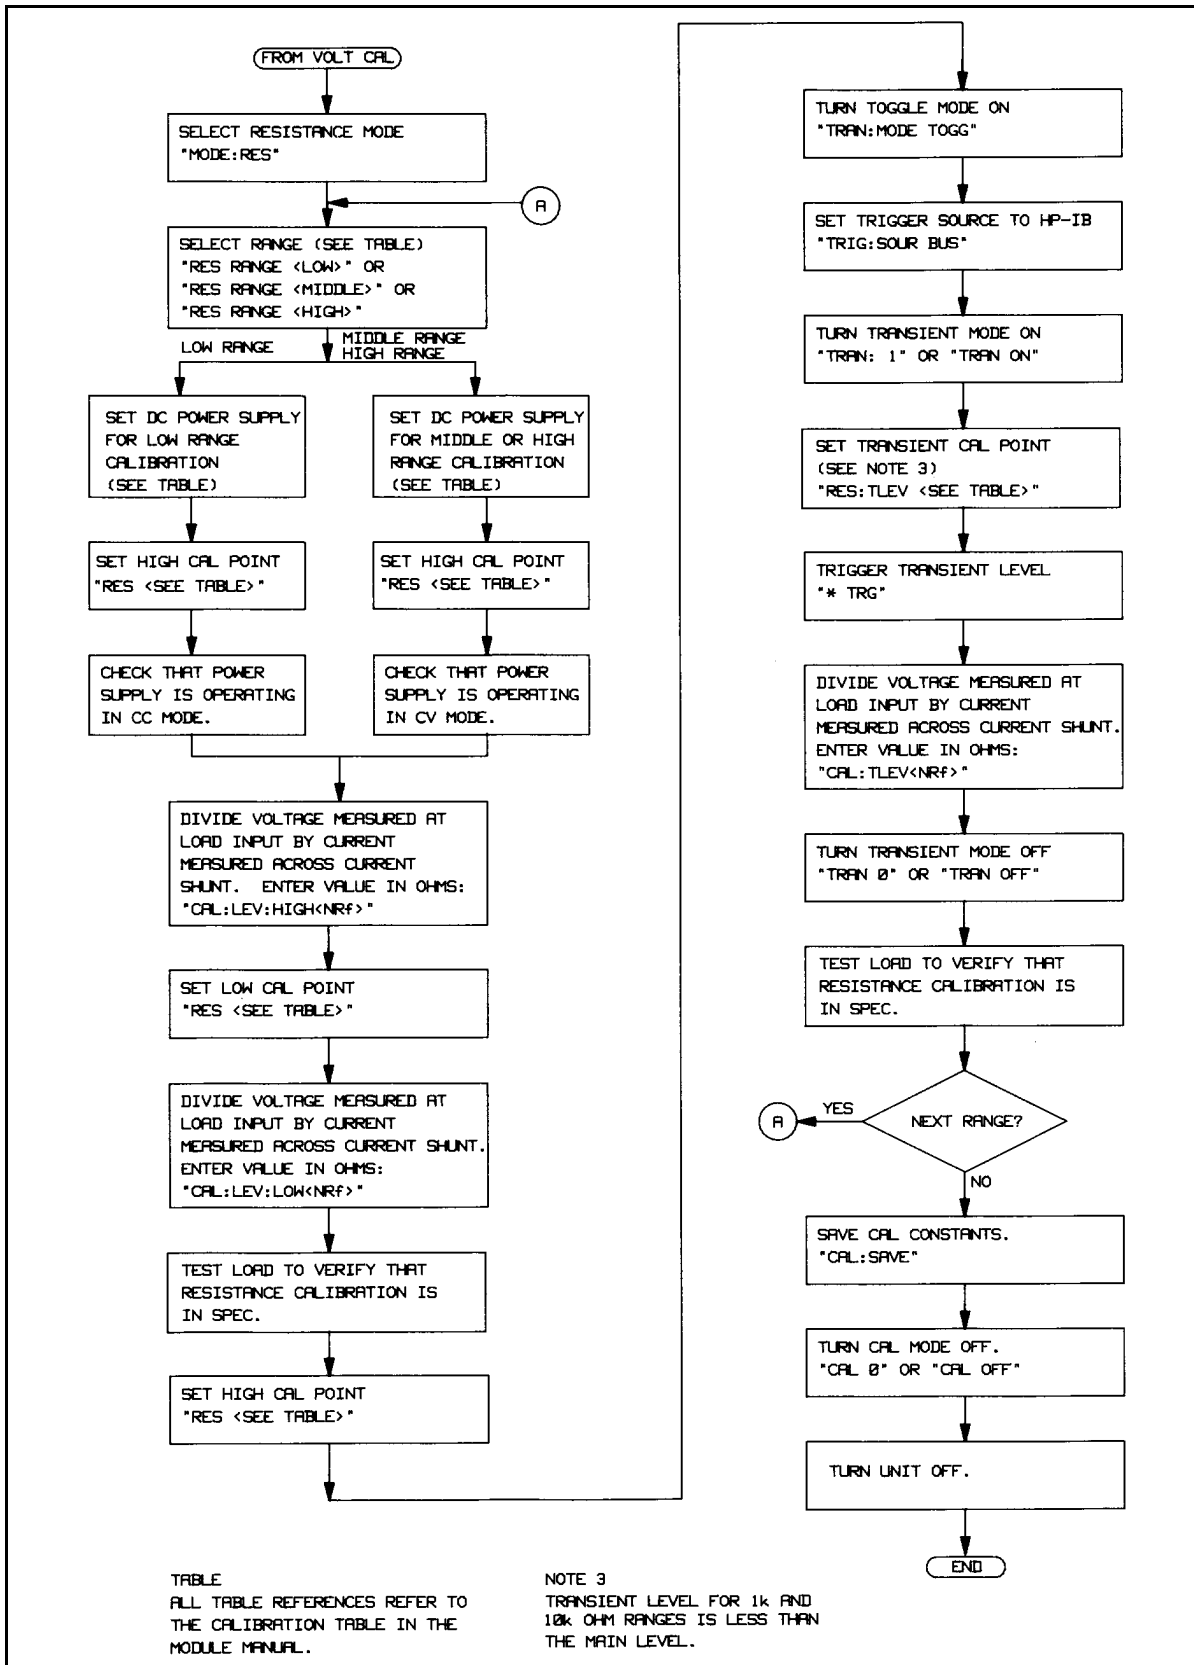 FROM VOLT CAL
SELECT RESISTANCE MODE
"MODE:RES"
A
SELECT RANGE (SEE TABLE)
"RES RANGE <LOW>" OR
"RES RANGE <MIDDLE>" OR
"RES RANGE <HIGH>"
LOW RANGE
MIDDLE RANGE
HIGH RANGE
SET DC POWER SUPPLY
FOR LOW RANGE
CALIBRATION
(SEE TABLE)
SET DC POWER SUPPLY
FOR MIDDLE OR HIGH
RANGE CALIBRATION
(SEE TABLE)
SET HIGH CAL POINT
"RES <SEE TABLE>"
SET HIGH CAL POINT
"RES <SEE TABLE>"
CHECK THAT POWER
SUPPLY IS OPERATING
IN CC MODE.
CHECK THAT POWER
SUPPLY IS OPERATING
IN CV MODE.
DIVIDE VOLTAGE MEASURED AT
LOAD INPUT BY CURRENT
MEASURED ACROSS CURRENT
SHUNT. ENTER VALUE IN OHMS:
"CAL:LEV:HIGH<NRf>"
SET LOW CAL POINT
"RES <SEE TABLE>"
DIVIDE VOLTAGE MEASURED AT
LOAD INPUT BY CURRENT
MEASURED ACROSS CURRENT SHUNT.
ENTER VALUE IN OHMS:
"CAL:LEV:LOW<NRf>"
TEST LOAD TO VERIFY THAT
RESISTANCE CALIBRATION IS
IN SPEC.
SET HIGH CAL POINT
"RES <SEE TABLE>"
TURN TOGGLE MODE ON
"TRAN:MODE TOGG"
SET TRIGGER SOURCE TO HP-IB
"TRIG:SOUR BUS"
TURN TRANSIENT MODE ON
"TRAN: 1" OR "TRAN ON"
SET TRANSIENT CAL POINT
(SEE NOTE 3)
"RES:TLEV <SEE TABLE>"
TRIGGER TRANSIENT LEVEL
"* TRG"
DIVIDE VOLTAGE MEASURED AT
LOAD INPUT BY CURRENT
MEASURED ACROSS CURRENT SHUNT.
ENTER VALUE IN OHMS:
"CAL:TLEV<NRf>"
TURN TRANSIENT MODE OFF
"TRAN 0" OR "TRAN OFF"
TEST LOAD TO VERIFY THAT
RESISTANCE CALIBRATION IS
IN SPEC.
NEXT RANGE?
YES
A
NO
SAVE CAL CONSTANTS.
"CAL:SAVE"
TURN CAL MODE OFF.
"CAL 0" OR "CAL OFF"
TURN UNIT OFF.
END
TABLE
ALL TABLE REFERENCES REFER TO
THE CALIBRATION TABLE IN THE
MODULE MANUAL.
NOTE 3
TRANSIENT LEVEL FOR 1k AND
10k OHM RANGES IS LESS THAN
THE MAIN LEVEL.